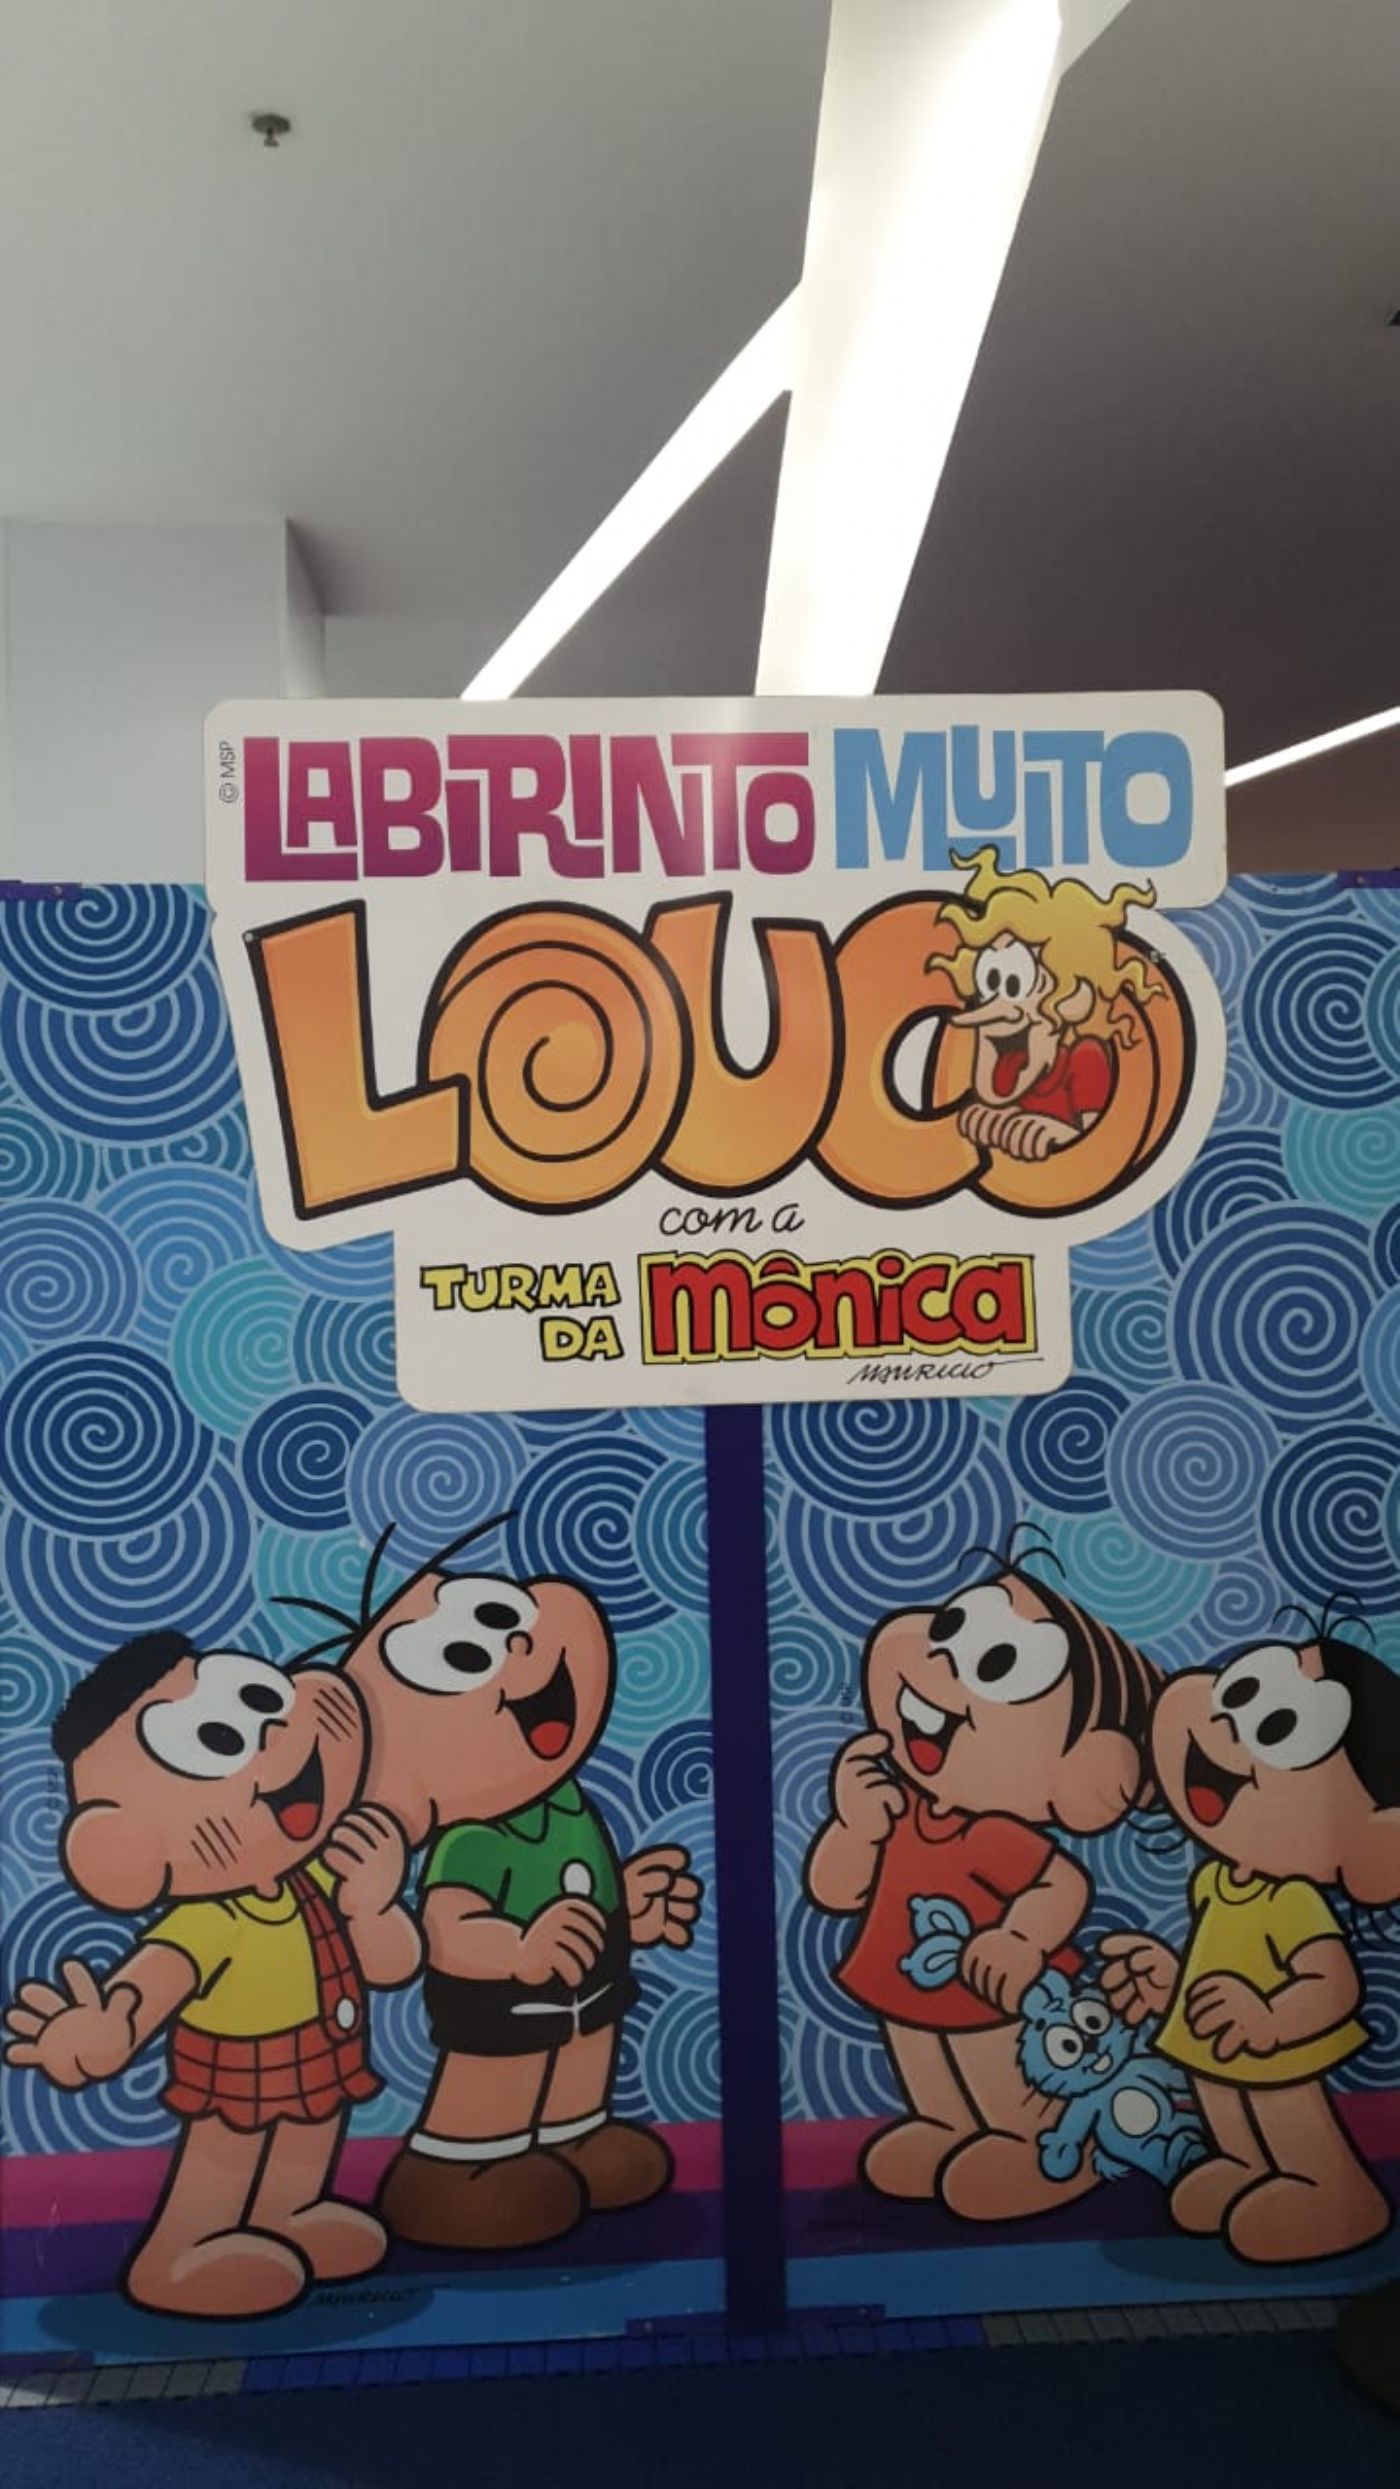 © MSP
LABIRINTO MUITO
LOUCO
com a
TURMA
DA Mônica
MAURICIO